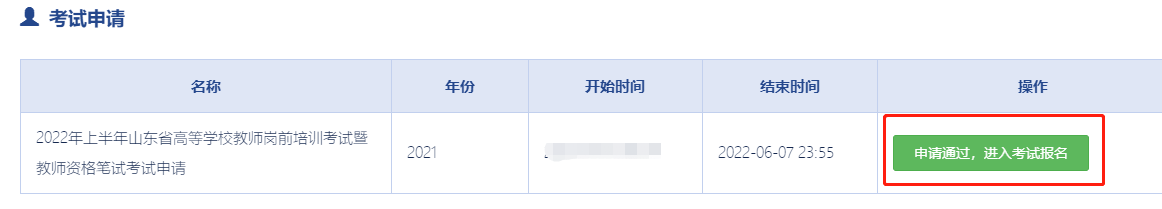 考试申请
名称 年份 开始时间 结束时间 操作
2022年上半年山东省高等学校教师岗前培训考试暨
教师资格笔试考试申请
2021
2022-06-07 23:55
申请通过，进入考试报名